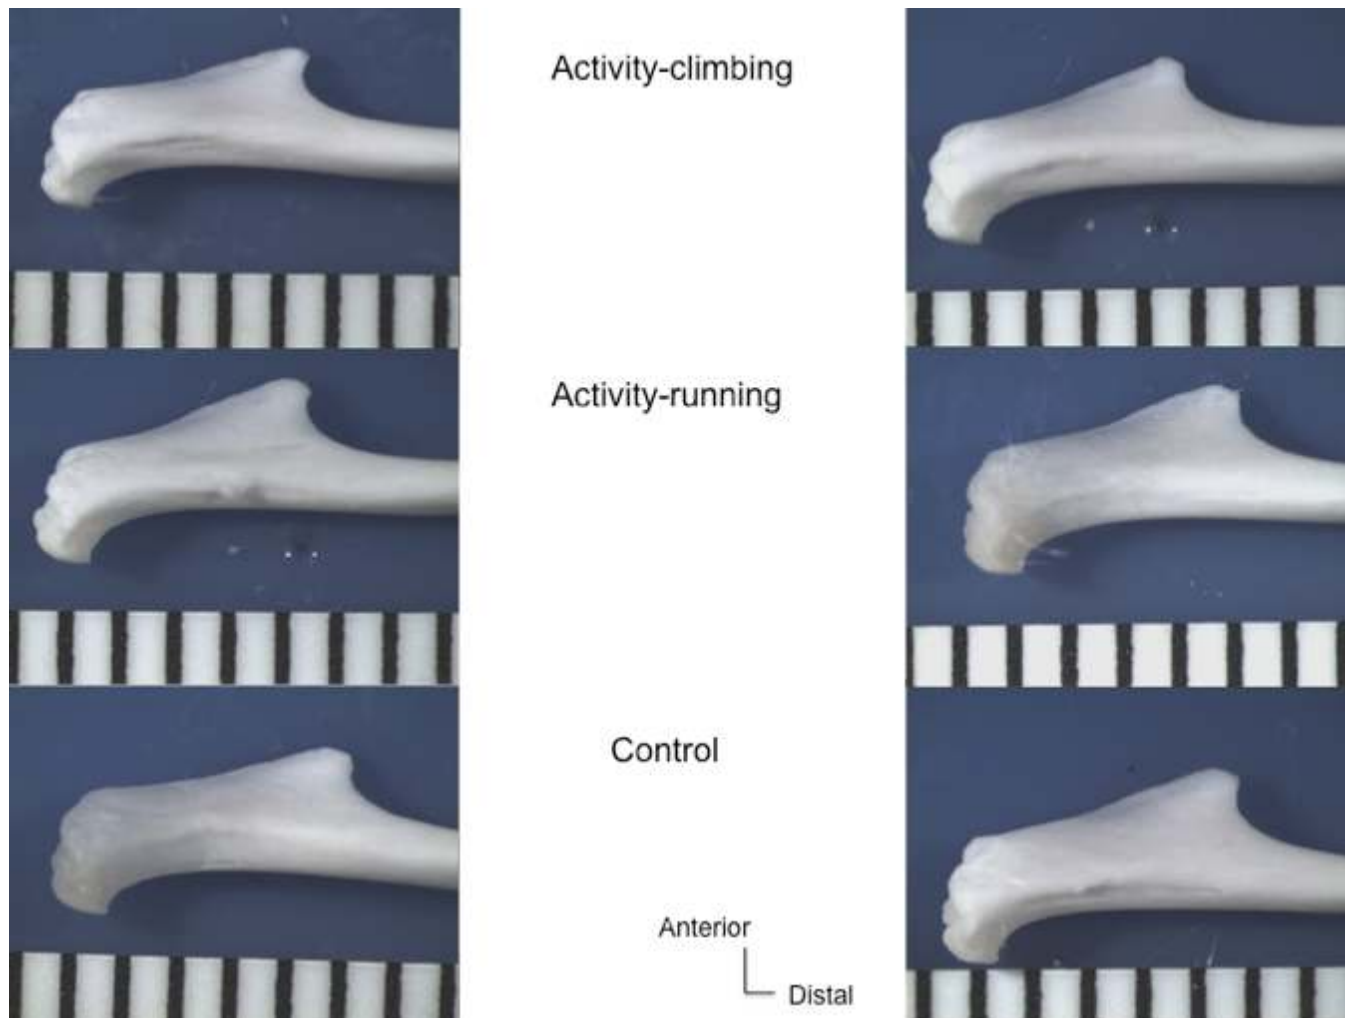 Activity-climbing
Activity-running
Control
Anterior
Distal